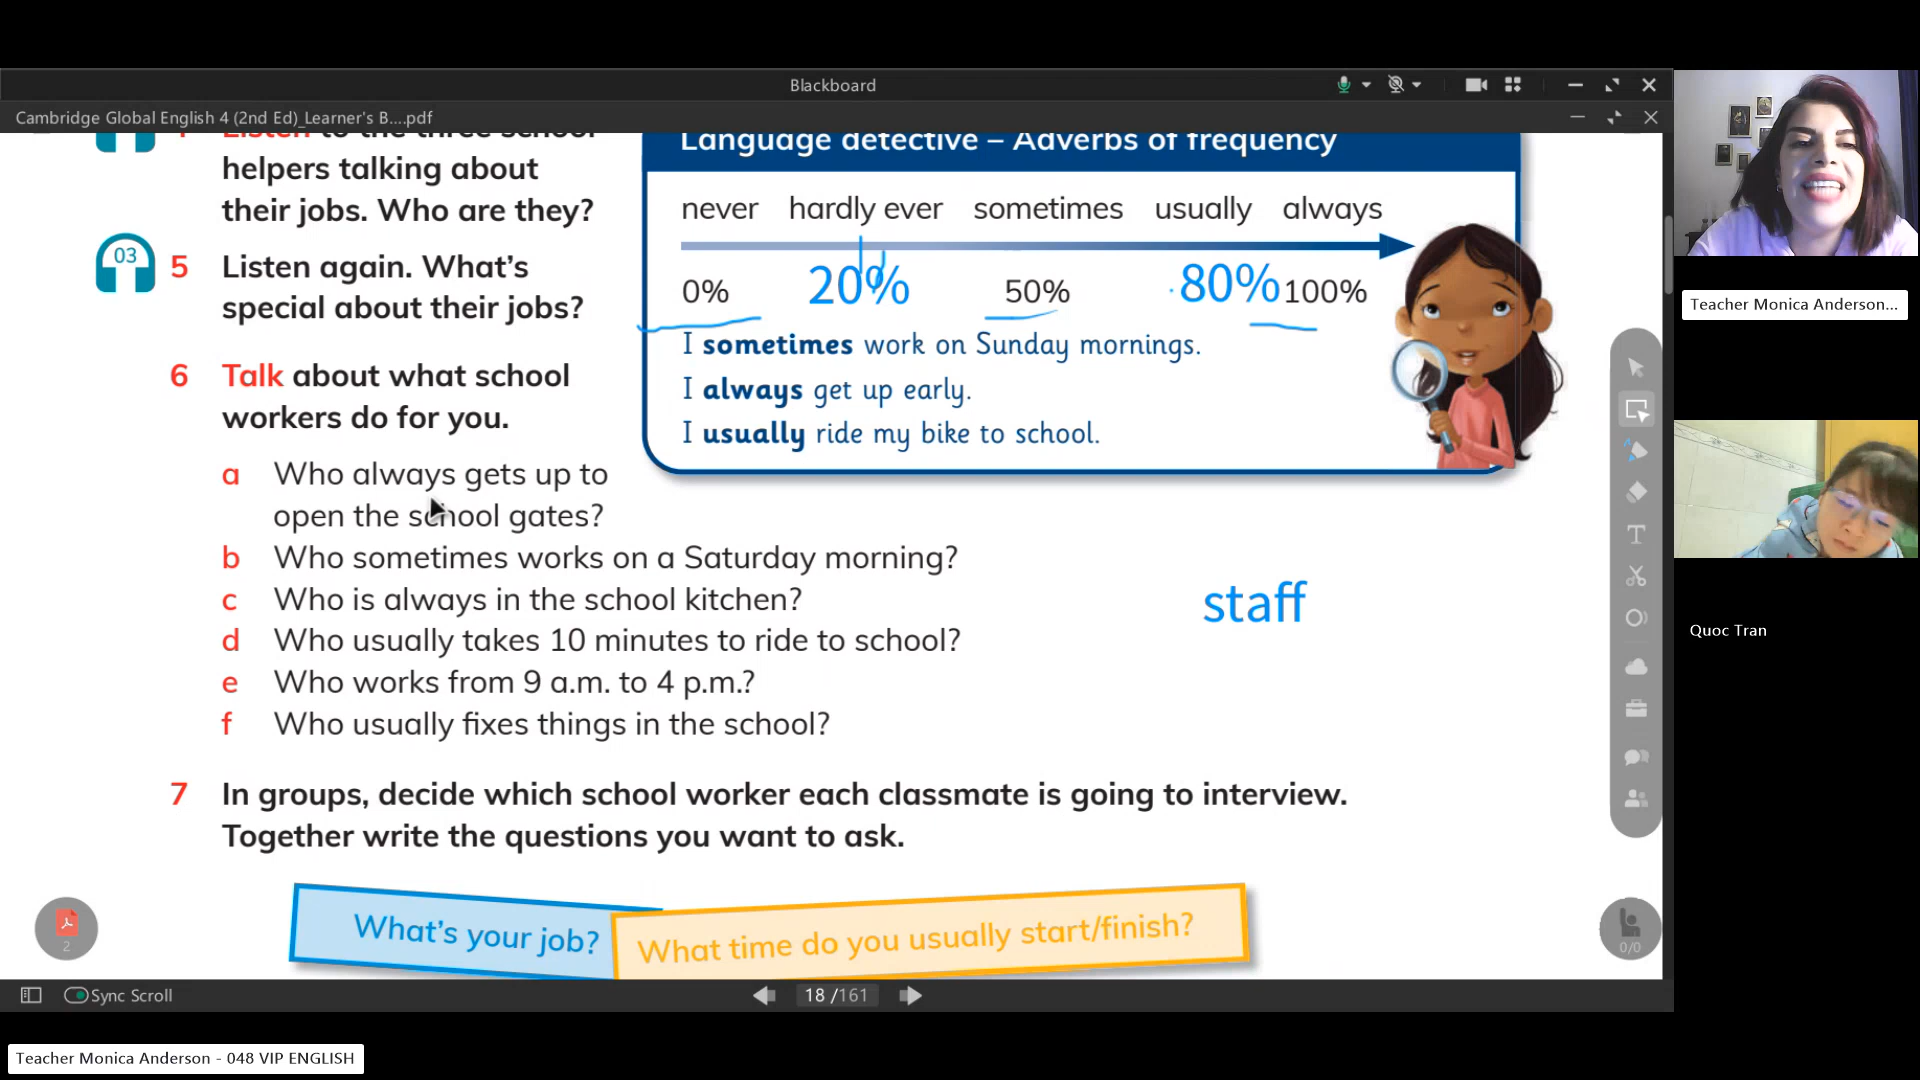 Blackboard
Cambridge Global English 4 (2nd Ed)_Learner's B....pdf
Listen to the three school
helpers talking about
their jobs. Who are they?
03
5 Listen again. What's
special about their jobs?
6 Talk about what school
workers do for you.
a Who always gets up to
open the school gates?
b Who sometimes works on a Saturday morning?
c Who is always in the school kitchen?
d Who usually takes 10 minutes to ride to school?
e Who works from 9 a.m. to 4 p.m.?
f Who usually fixes things in the school?
Language detective – Adverbs of frequency
never hardly ever sometimes usually always
0% 20% 50% 80% 100%
I sometimes work on Sunday mornings.
I always get up early.
I usually ride my bike to school.
staff
7 In groups, decide which school worker each classmate is going to interview.
Together write the questions you want to ask.
What's your job?
What time do you usually start/finish?
2
0/0
Sync Scroll
18 /161
Teacher Monica Anderson...
Quoc Tran
Teacher Monica Anderson - 048 VIP ENGLISH